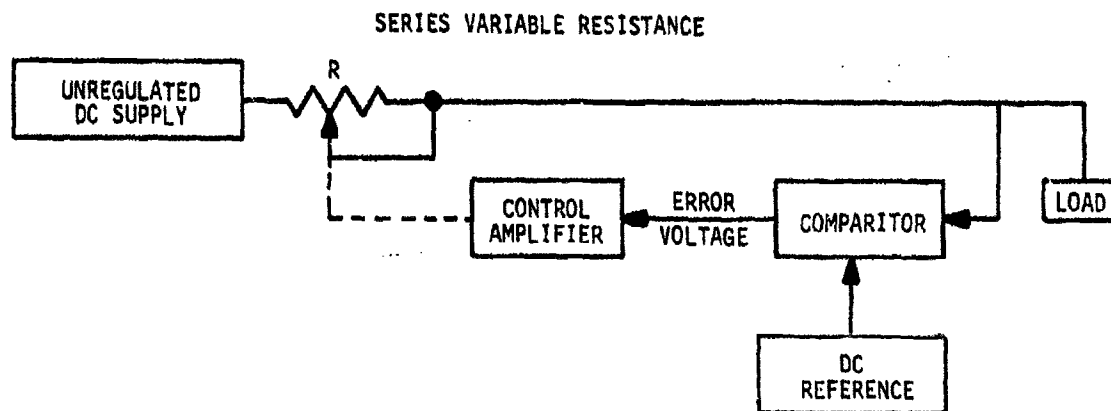 SERIES VARIABLE RESISTANCE
R
UNREGULATED
DC SUPPLY
CONTROL
AMPLIFIER
ERROR
VOLTAGE
COMPARITOR
LOAD
DC
REFERENCE